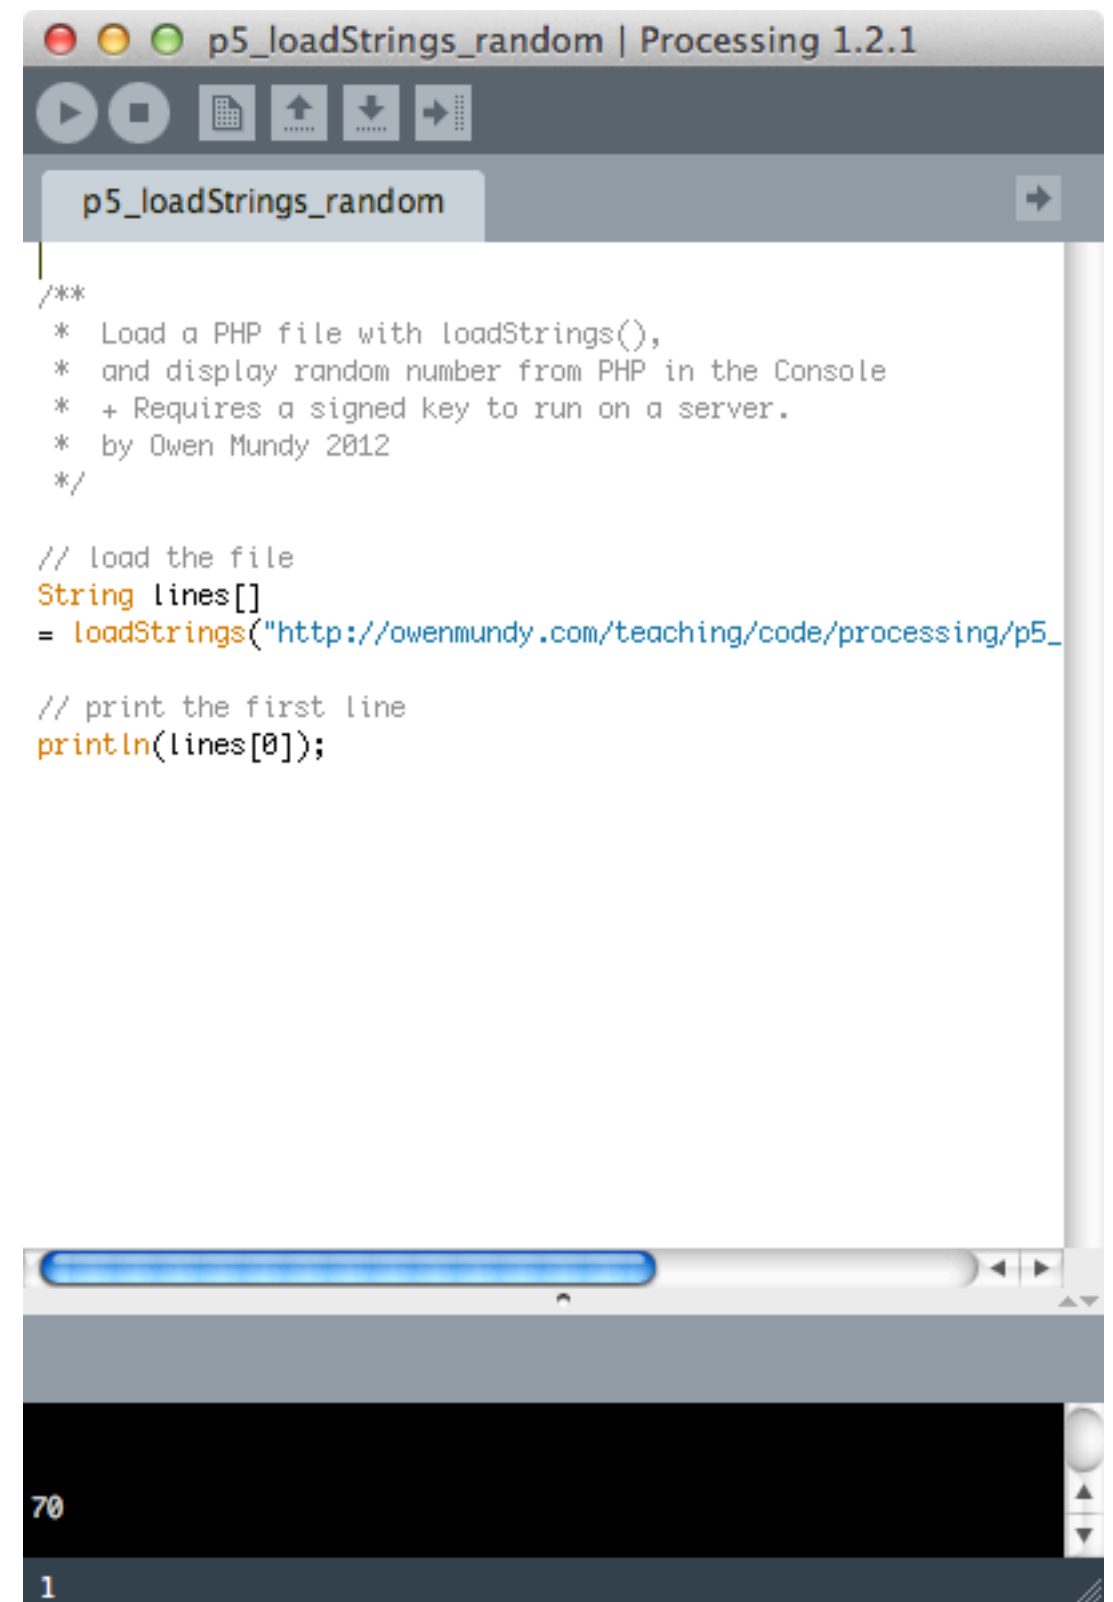 p5_loadStrings_random | Processing 1.2.1
p5_loadStrings_random
/**
 *  Load a PHP file with loadStrings(),
 *  and display random number from PHP in the Console
 *  + Requires a signed key to run on a server.
 *  by Owen Mundy 2012
 */
// load the file
String lines[]
= loadStrings("http://owenmundy.com/teaching/code/processing/p5_
// print the first line
println(lines[0]);
70
1